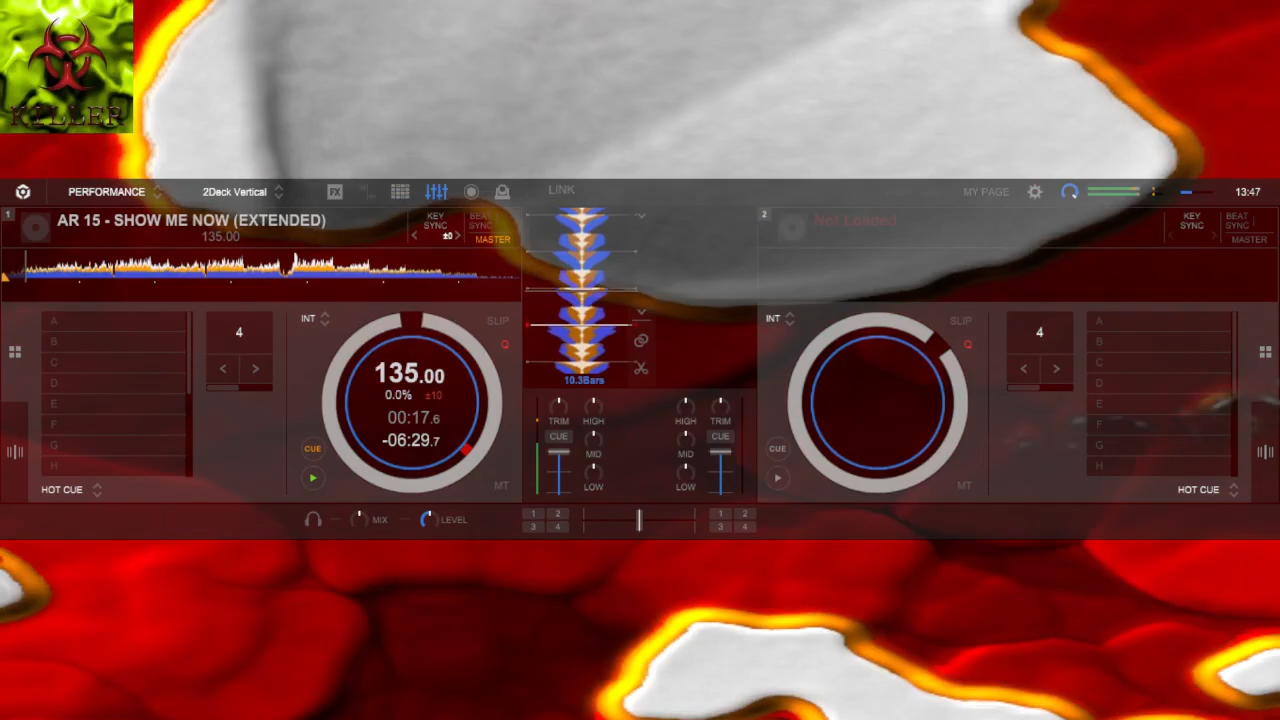 KILLER
PERFORMANCE 2Deck Vertical FX LINK MY PAGE 13:47
1 AR 15 - SHOW ME NOW (EXTENDED)
135.00
KEY SYNC
±0
BEAT SYNC
MASTER
2 Not Loaded
KEY SYNC
BEAT SYNC
MASTER
A
B
C
D
E
F
G
H
HOT CUE
4
INT
SLIP
Q
135.00
0.0% ±10
00:17.6
-06:29.7
CUE
MT
10.3Bars
TRIM HIGH HIGH TRIM
CUE MID MID CUE
LOW LOW
INT
SLIP
Q
CUE
MT
4
A
B
C
D
E
F
G
H
HOT CUE
MIX LEVEL
1 2
3 4
1 2
3 4